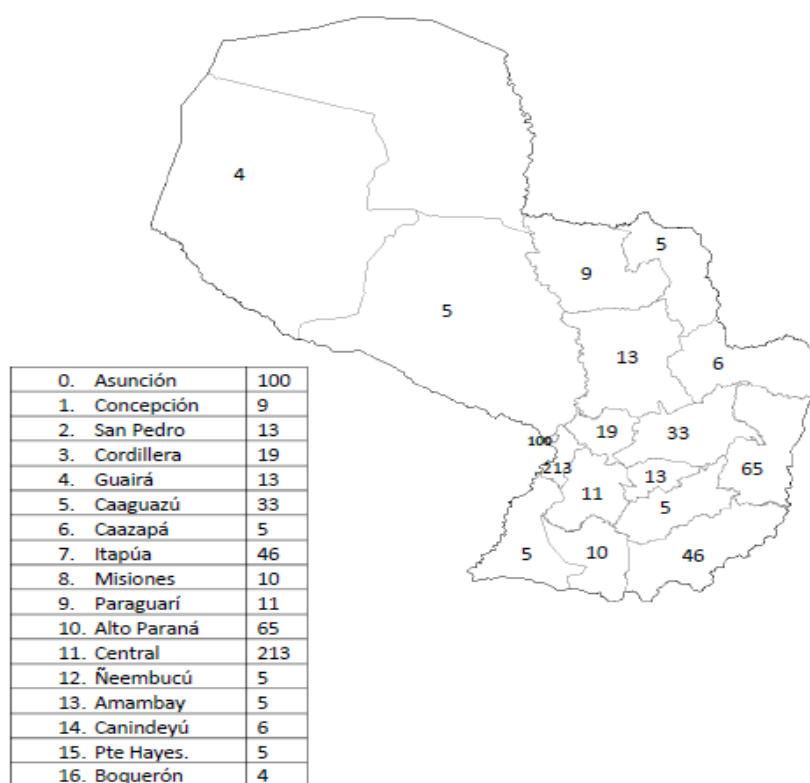 4
5
9
5
13
6
0. Asunción 100
1. Concepción 9
2. San Pedro 13
3. Cordillera 19
4. Guairá 13
5. Caaguazú 33
6. Caazapá 5
7. Itapúa 46
8. Misiones 10
9. Paraguarí 11
10. Alto Paraná 65
11. Central 213
12. Ñeembucú 5
13. Amambay 5
14. Canindeyú 6
15. Pte Hayes. 5
16. Boquerón 4
100
19
33
213
13
65
11
5
5
10
46